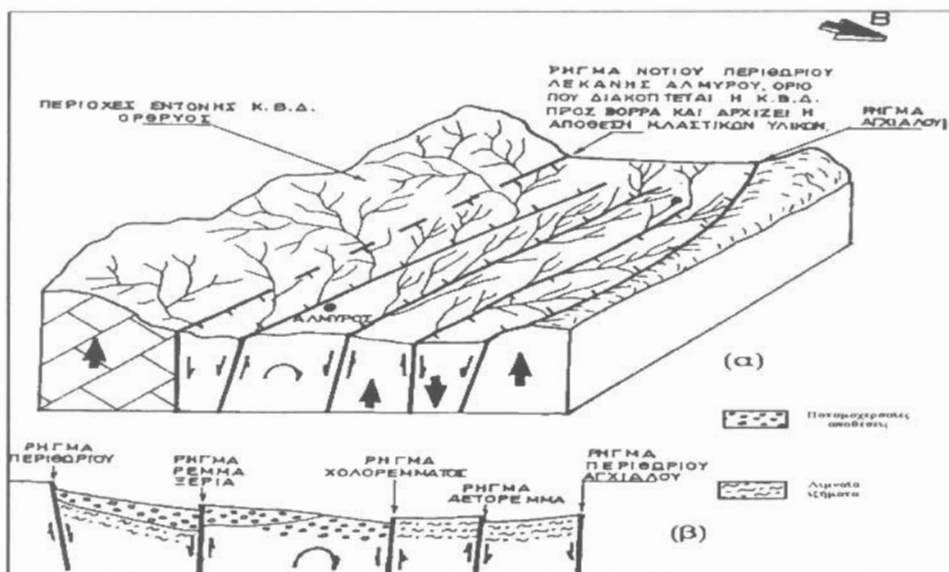 Β
ΡΗΓΜΑ ΝΟΤΙΟΥ ΠΕΡΙΘΩΡΙΟΥ
ΛΕΚΑΝΗΣ ΑΛΜΥΡΟΥ, ΟΡΙΟ
ΠΟΥ ΔΙΑΚΟΠΤΕΤΑΙ Η Κ.Β.Δ.
ΠΡΟΣ ΒΟΡΡΑ ΚΑΙ ΑΡΧΙΖΕΙ Η
ΑΠΟΘΕΣΗ ΚΛΑΣΤΙΚΩΝ ΥΛΙΚΩΝ.
ΠΕΡΙΟΧΕΣ ΕΝΤΟΝΗΣ Κ.Β.Δ.
ΟΡΘΡΥΟΣ
ΡΗΓΜΑ
ΑΓΧΙΑΛΟΥ
ΑΛΜΥΡΟΣ
(α)
Ποταμοχερσαίες
αποθέσεις
ΡΗΓΜΑ
ΠΕΡΙΘΩΡΙΟΥ
ΡΗΓΜΑ
ΡΕΜΜΑ
ΞΕΡΙΑ
ΡΗΓΜΑ
ΧΟΛΟΡΕΜΜΑΤΟΣ
ΡΗΓΜΑ
ΑΕΤΟΡΕΜΜΑ
ΡΗΓΜΑ
ΠΕΡΙΘΩΡΙΟΥ
ΑΓΧΙΑΛΟΥ
Λιμναία
ιζήματα
(β)